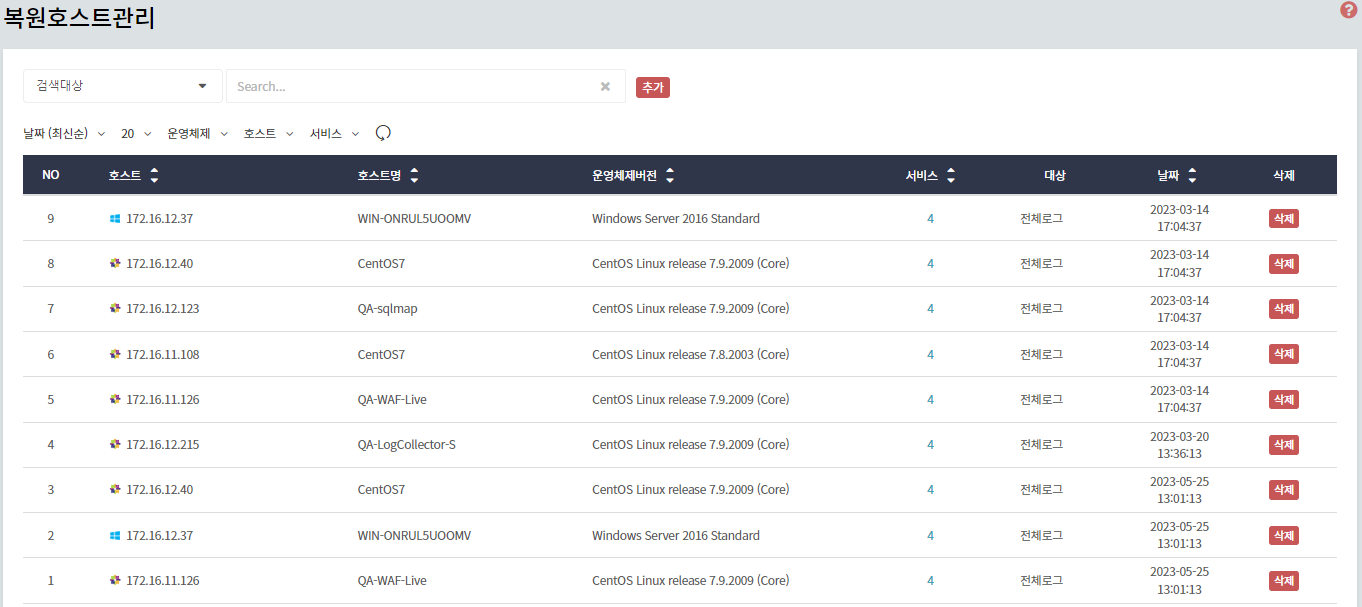 복원호스트관리
?
검색대상 Search... 추가
날짜 (최신순) 20 운영체제 호스트 서비스
NO 호스트 호스트명 운영체제버전 서비스 대상 날짜 삭제
9 172.16.12.37 WIN-ONRUL5UOOMV Windows Server 2016 Standard 4 전체로그 2023-03-14 17:04:37 삭제
8 172.16.12.40 CentOS7 CentOS Linux release 7.9.2009 (Core) 4 전체로그 2023-03-14 17:04:37 삭제
7 172.16.12.123 QA-sqlmap CentOS Linux release 7.9.2009 (Core) 4 전체로그 2023-03-14 17:04:37 삭제
6 172.16.11.108 CentOS7 CentOS Linux release 7.8.2003 (Core) 4 전체로그 2023-03-14 17:04:37 삭제
5 172.16.11.126 QA-WAF-Live CentOS Linux release 7.9.2009 (Core) 4 전체로그 2023-03-14 17:04:37 삭제
4 172.16.12.215 QA-LogCollector-S CentOS Linux release 7.9.2009 (Core) 4 전체로그 2023-03-20 13:36:13 삭제
3 172.16.12.40 CentOS7 CentOS Linux release 7.9.2009 (Core) 4 전체로그 2023-05-25 13:01:13 삭제
2 172.16.12.37 WIN-ONRUL5UOOMV Windows Server 2016 Standard 4 전체로그 2023-05-25 13:01:13 삭제
1 172.16.11.126 QA-WAF-Live CentOS Linux release 7.9.2009 (Core) 4 전체로그 2023-05-25 13:01:13 삭제